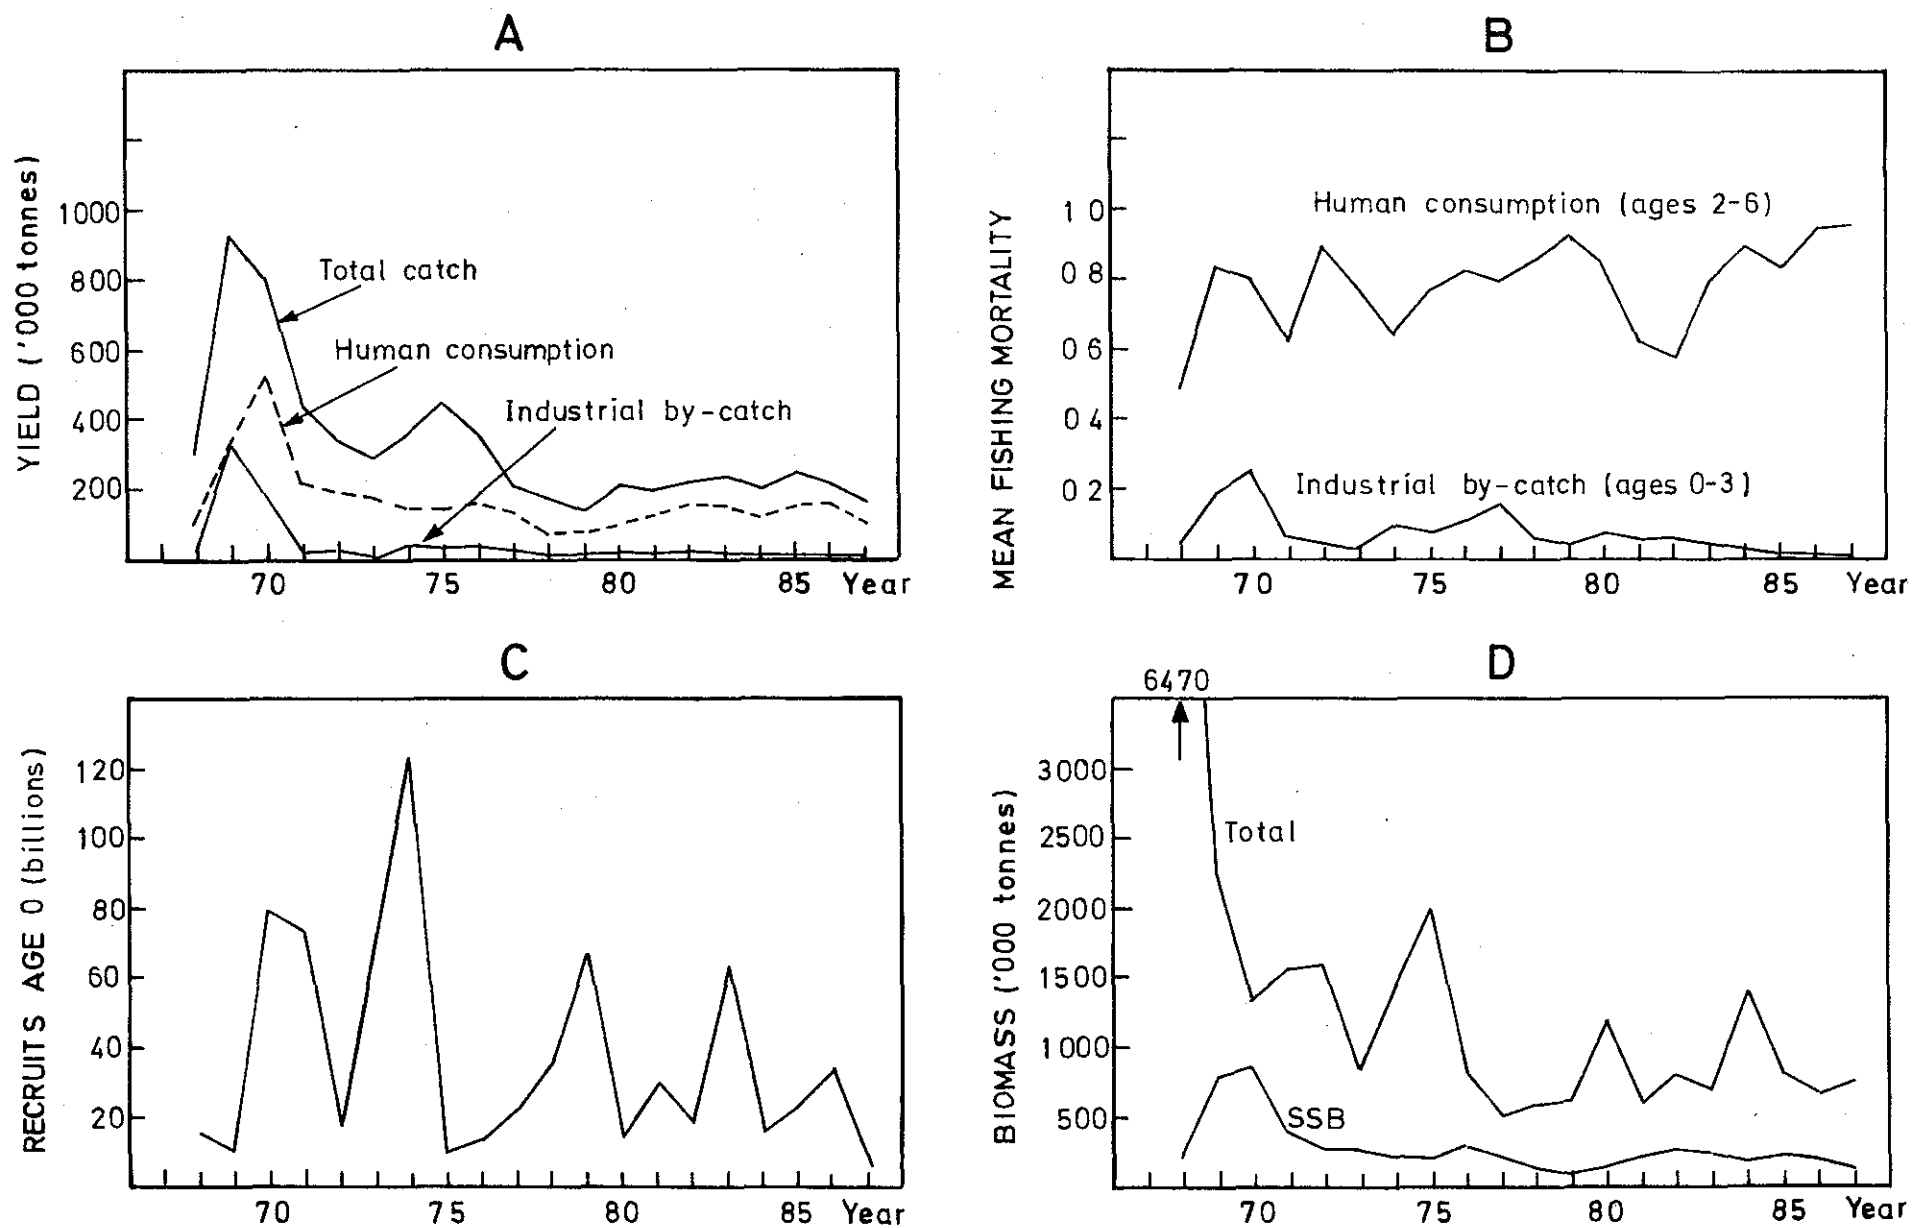 A
YIELD ('000 tonnes)
1000
800
600
400
200
Total catch
Human consumption
Industrial by-catch
70 75 80 85 Year
B
MEAN FISHING MORTALITY
1 0
0 8
0 6
0 4
0 2
Human consumption (ages 2-6)
Industrial by-catch (ages 0-3)
70 75 80 85 Year
C
RECRUITS AGE 0 (billions)
120
100
80
60
40
20
70 75 80 85 Year
D
6470
BIOMASS ('000 tonnes)
3000
2500
2000
1500
1000
500
Total
SSB
70 75 80 85 Year